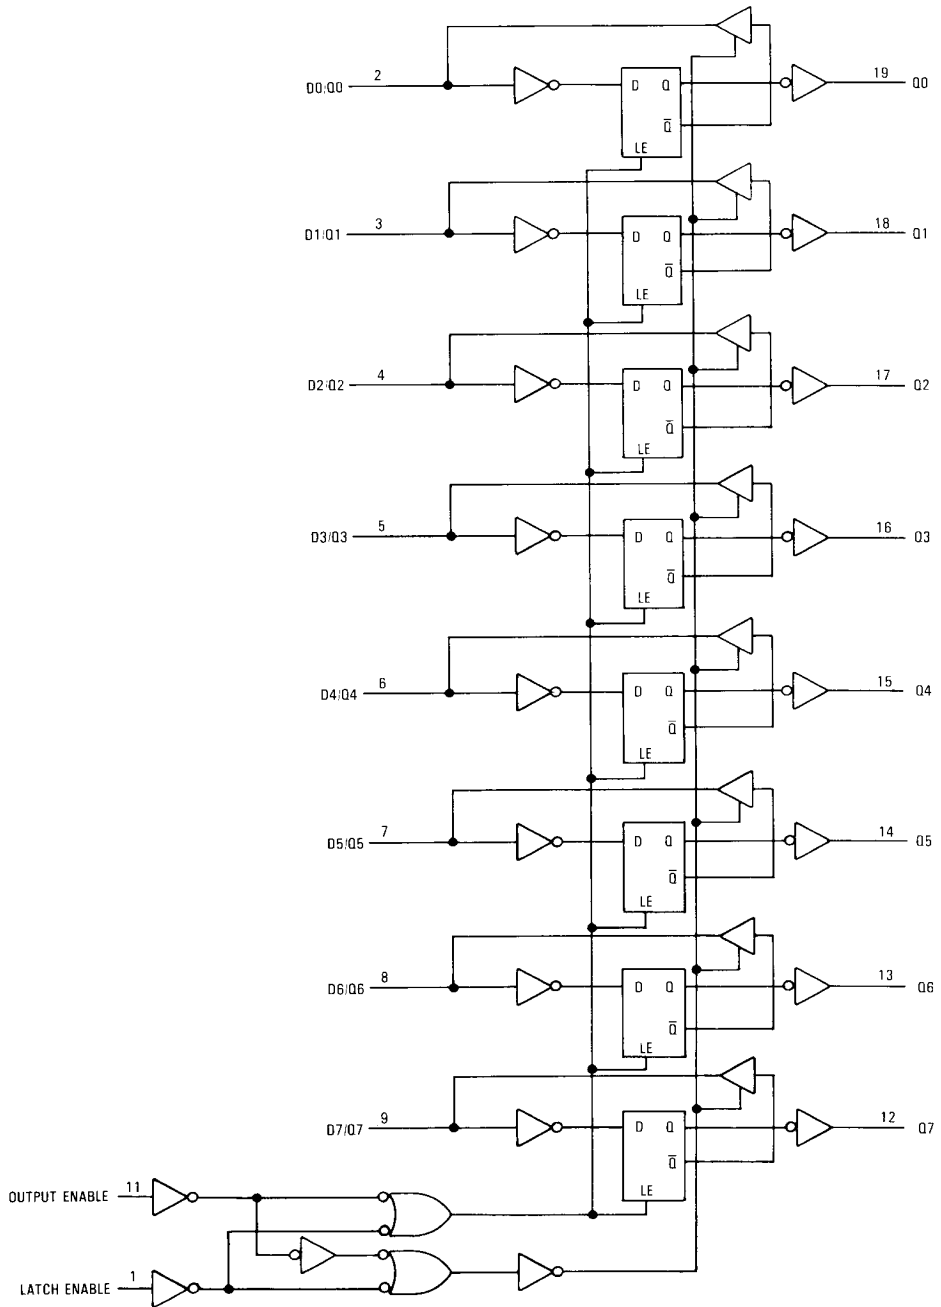 D0/Q0 2 D Q Q̅ LE 19 Q0
D1/Q1 3 D Q Q̅ LE 18 Q1
D2/Q2 4 D Q Q̅ LE 17 Q2
D3/Q3 5 D Q Q̅ LE 16 Q3
D4/Q4 6 D Q Q̅ LE 15 Q4
D5/Q5 7 D Q Q̅ LE 14 Q5
D6/Q6 8 D Q Q̅ LE 13 Q6
D7/Q7 9 D Q Q̅ LE 12 Q7
OUTPUT ENABLE 11
LATCH ENABLE 1